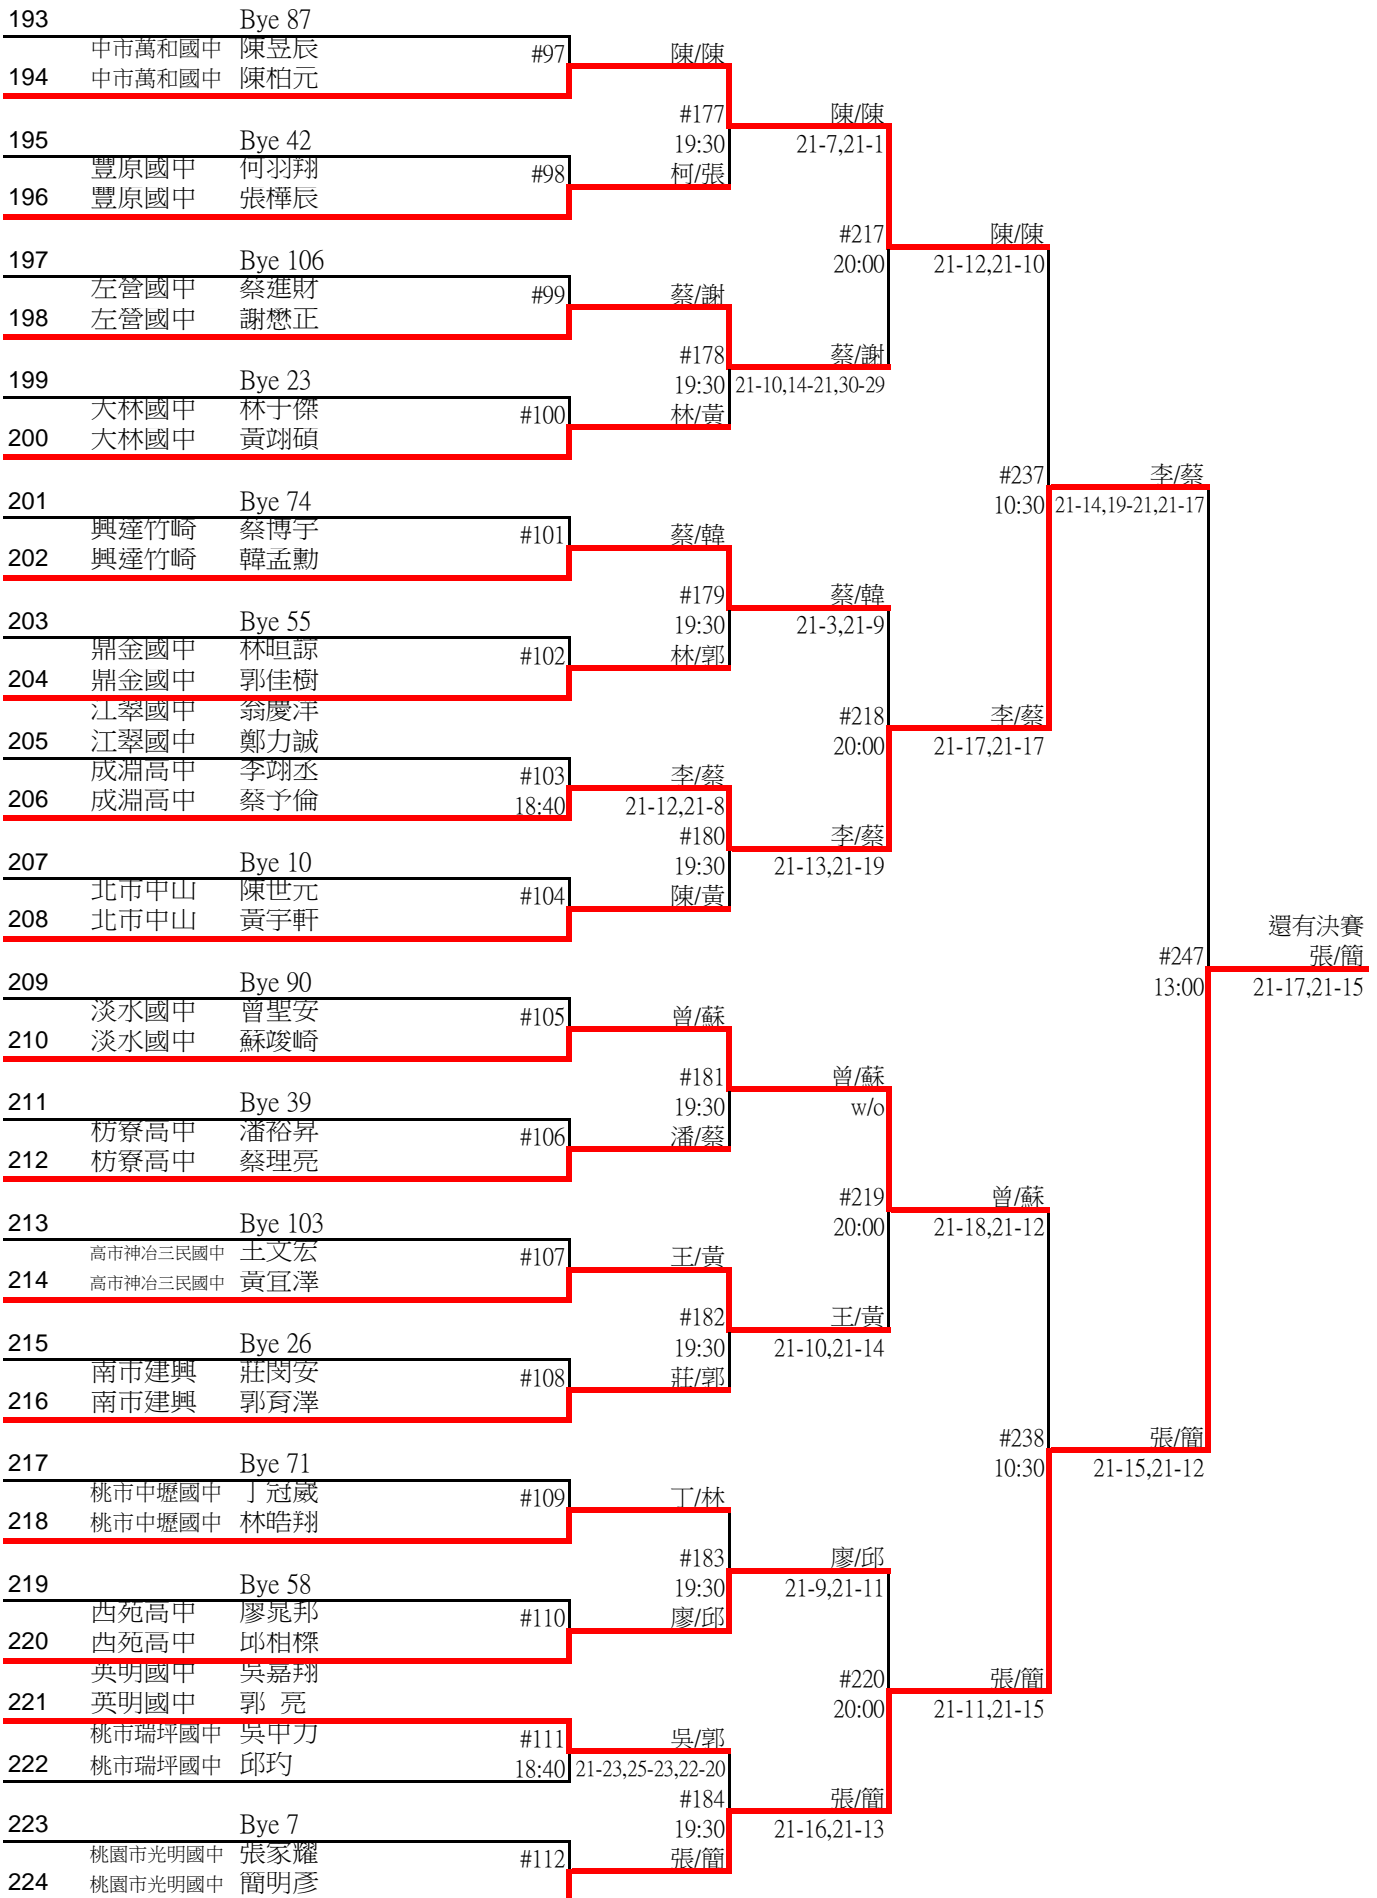 193 Bye 87
中市萬和國中 陳昱辰 #97 陳/陳
194 中市萬和國中 陳柏元
#177 陳/陳
195 Bye 42 19:30 21-7,21-1
豐原國中 何羽翔 #98 柯/張
196 豐原國中 張樺辰
#217 陳/陳
197 Bye 106 20:00 21-12,21-10
左營國中 蔡進財 #99 蔡/謝
198 左營國中 謝懋正
#178 蔡/謝
199 Bye 23 19:30 21-10,14-21,30-29
大林國中 林于傑 #100 林/黃
200 大林國中 黃翊碩
#237 李/蔡
201 Bye 74 10:30 21-14,19-21,21-17
興達竹崎 蔡博宇 #101 蔡/韓
202 興達竹崎 韓孟勳
#179 蔡/韓
203 Bye 55 19:30 21-3,21-9
鼎金國中 林晅諒 #102 林/郭
204 鼎金國中 郭佳樹
江翠國中 翁慶洋 #218 李/蔡
205 江翠國中 鄭力誠 20:00 21-17,21-17
成淵高中 李翊丞 #103 李/蔡
206 成淵高中 蔡予倫 18:40 21-12,21-8
#180 李/蔡
207 Bye 10 19:30 21-13,21-19
北市中山 陳世元 #104 陳/黃
208 北市中山 黃宇軒
還有決賽
#247 張/簡
209 Bye 90 13:00 21-17,21-15
淡水國中 曾聖安 #105 曾/蘇
210 淡水國中 蘇竣崎
#181 曾/蘇
211 Bye 39 19:30 w/o
枋寮高中 潘裕昇 #106 潘/蔡
212 枋寮高中 蔡理亮
#219 曾/蘇
213 Bye 103 20:00 21-18,21-12
高市神冶三民國中 王文宏 #107 王/黃
214 高市神冶三民國中 黃宜澤
#182 王/黃
215 Bye 26 19:30 21-10,21-14
南市建興 莊閔安 #108 莊/郭
216 南市建興 郭育澤
#238 張/簡
217 Bye 71 10:30 21-15,21-12
桃市中壢國中 丁冠崴 #109 丁/林
218 桃市中壢國中 林皓翔
#183 廖/邱
219 Bye 58 19:30 21-9,21-11
西苑高中 廖晁邦 #110 廖/邱
220 西苑高中 邱相榤
英明國中 吳嘉翔 #220 張/簡
221 英明國中 郭 亮 20:00 21-11,21-15
桃市瑞坪國中 吳中力 #111 吳/郭
222 桃市瑞坪國中 邱玓 18:40 21-23,25-23,22-20
#184 張/簡
223 Bye 7 19:30 21-16,21-13
桃園市光明國中 張家耀 #112 張/簡
224 桃園市光明國中 簡明彥